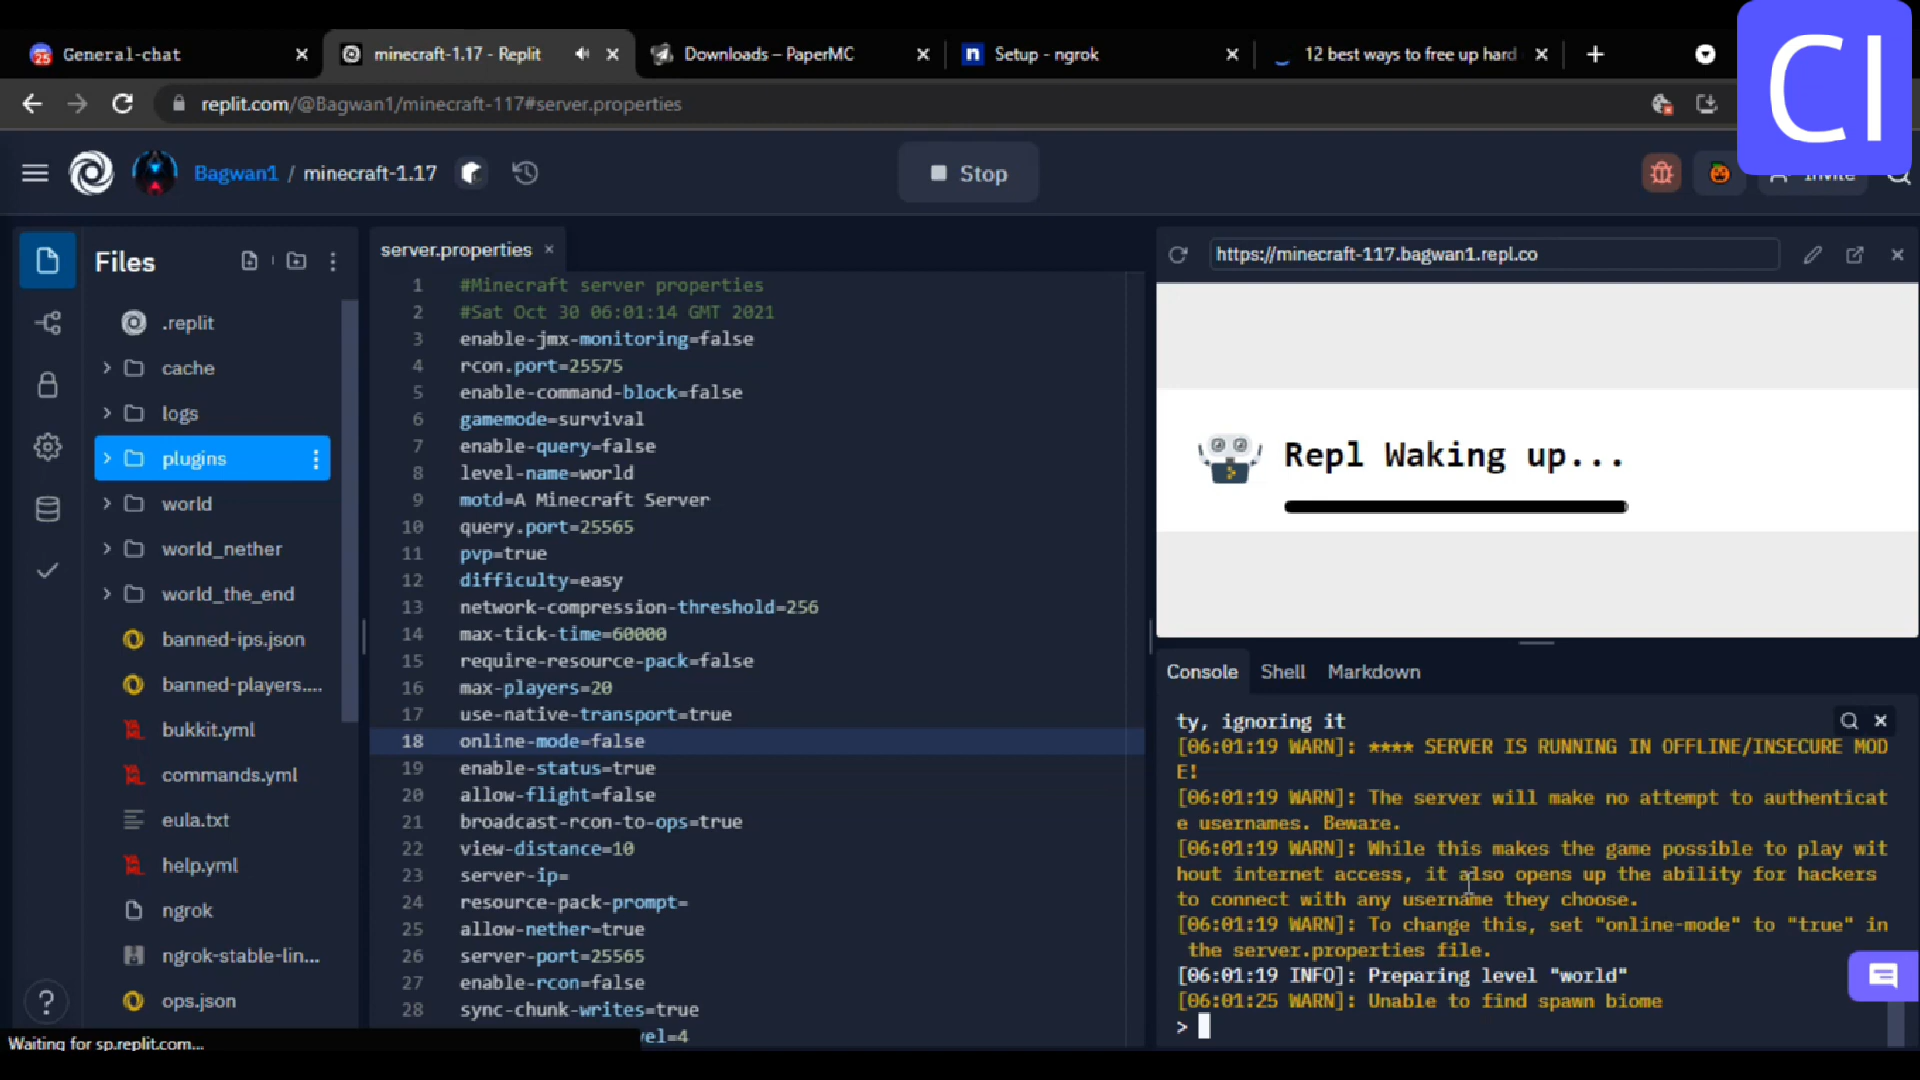 General-chat
minecraft-1.17 - Replit
Downloads – PaperMC
Setup - ngrok
12 best ways to free up hard
replit.com/@Bagwan1/minecraft-117#server.properties
CI
Bagwan1 / minecraft-1.17
Stop
Invite
Files
.replit
cache
logs
plugins
world
world_nether
world_the_end
banned-ips.json
banned-players....
bukkit.yml
commands.yml
eula.txt
help.yml
ngrok
ngrok-stable-lin...
ops.json
Waiting for sp.replit.com...
server.properties
1 #Minecraft server properties
2 #Sat Oct 30 06:01:14 GMT 2021
3 enable-jmx-monitoring=false
4 rcon.port=25575
5 enable-command-block=false
6 gamemode=survival
7 enable-query=false
8 level-name=world
9 motd=A Minecraft Server
10 query.port=25565
11 pvp=true
12 difficulty=easy
13 network-compression-threshold=256
14 max-tick-time=60000
15 require-resource-pack=false
16 max-players=20
17 use-native-transport=true
18 online-mode=false
19 enable-status=true
20 allow-flight=false
21 broadcast-rcon-to-ops=true
22 view-distance=10
23 server-ip=
24 resource-pack-prompt=
25 allow-nether=true
26 server-port=25565
27 enable-rcon=false
28 sync-chunk-writes=true
vel=4
https://minecraft-117.bagwan1.repl.co
Repl Waking up...
Console Shell Markdown
ty, ignoring it
[06:01:19 WARN]: **** SERVER IS RUNNING IN OFFLINE/INSECURE MOD
E!
[06:01:19 WARN]: The server will make no attempt to authenticat
e usernames. Beware.
[06:01:19 WARN]: While this makes the game possible to play wit
hout internet access, it also opens up the ability for hackers
to connect with any username they choose.
[06:01:19 WARN]: To change this, set "online-mode" to "true" in
the server.properties file.
[06:01:19 INFO]: Preparing level "world"
[06:01:25 WARN]: Unable to find spawn biome
>